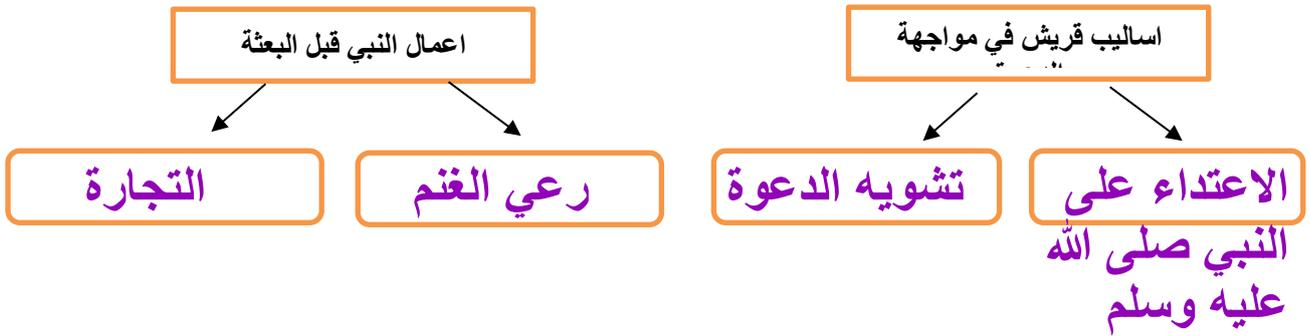 اساليب قريش في مواجهة
اعمال النبي قبل البعثة
الاعتداء على
النبي صلى الله
عليه وسلم
تشويه الدعوة
رعي الغنم
التجارة